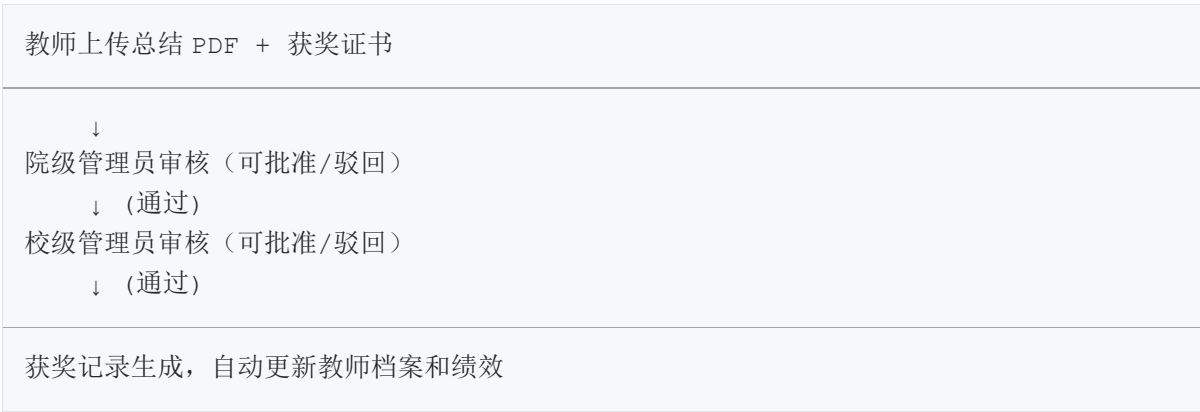 教师上传总结 PDF + 获奖证书
↓
院级管理员审核（可批准/驳回）
↓ (通过)
校级管理员审核（可批准/驳回）
↓ (通过)
获奖记录生成，自动更新教师档案和绩效